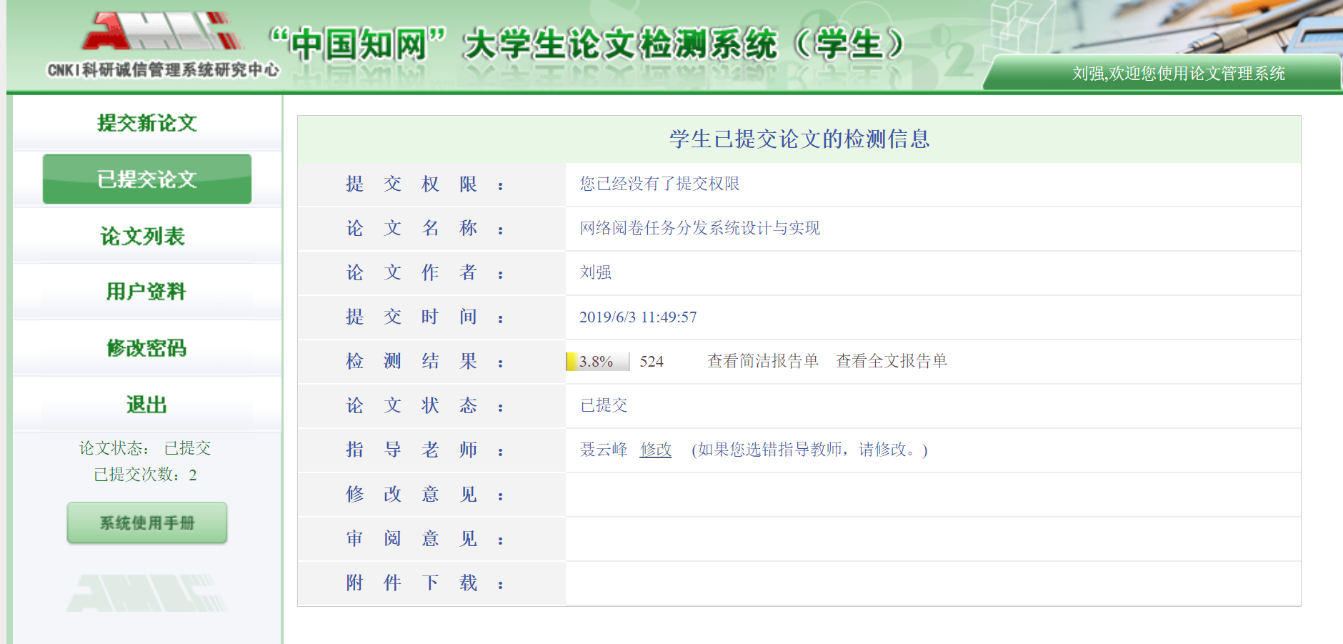 AMLC
CNKI科研诚信管理系统研究中心
“中国知网”大学生论文检测系统（学生）
刘强,欢迎您使用论文管理系统
提交新论文
已提交论文
论文列表
用户资料
修改密码
退出
论文状态： 已提交
已提交次数：2
系统使用手册
AMLC
学生已提交论文的检测信息
提交权限： 您已经没有了提交权限
论文名称： 网络阅卷任务分发系统设计与实现
论文作者： 刘强
提交时间： 2019/6/3 11:49:57
检测结果： 3.8% 524 查看简洁报告单 查看全文报告单
论文状态： 已提交
指导老师： 聂云峰 修改 (如果您选错指导教师，请修改。)
修改意见：
审阅意见：
附件下载：